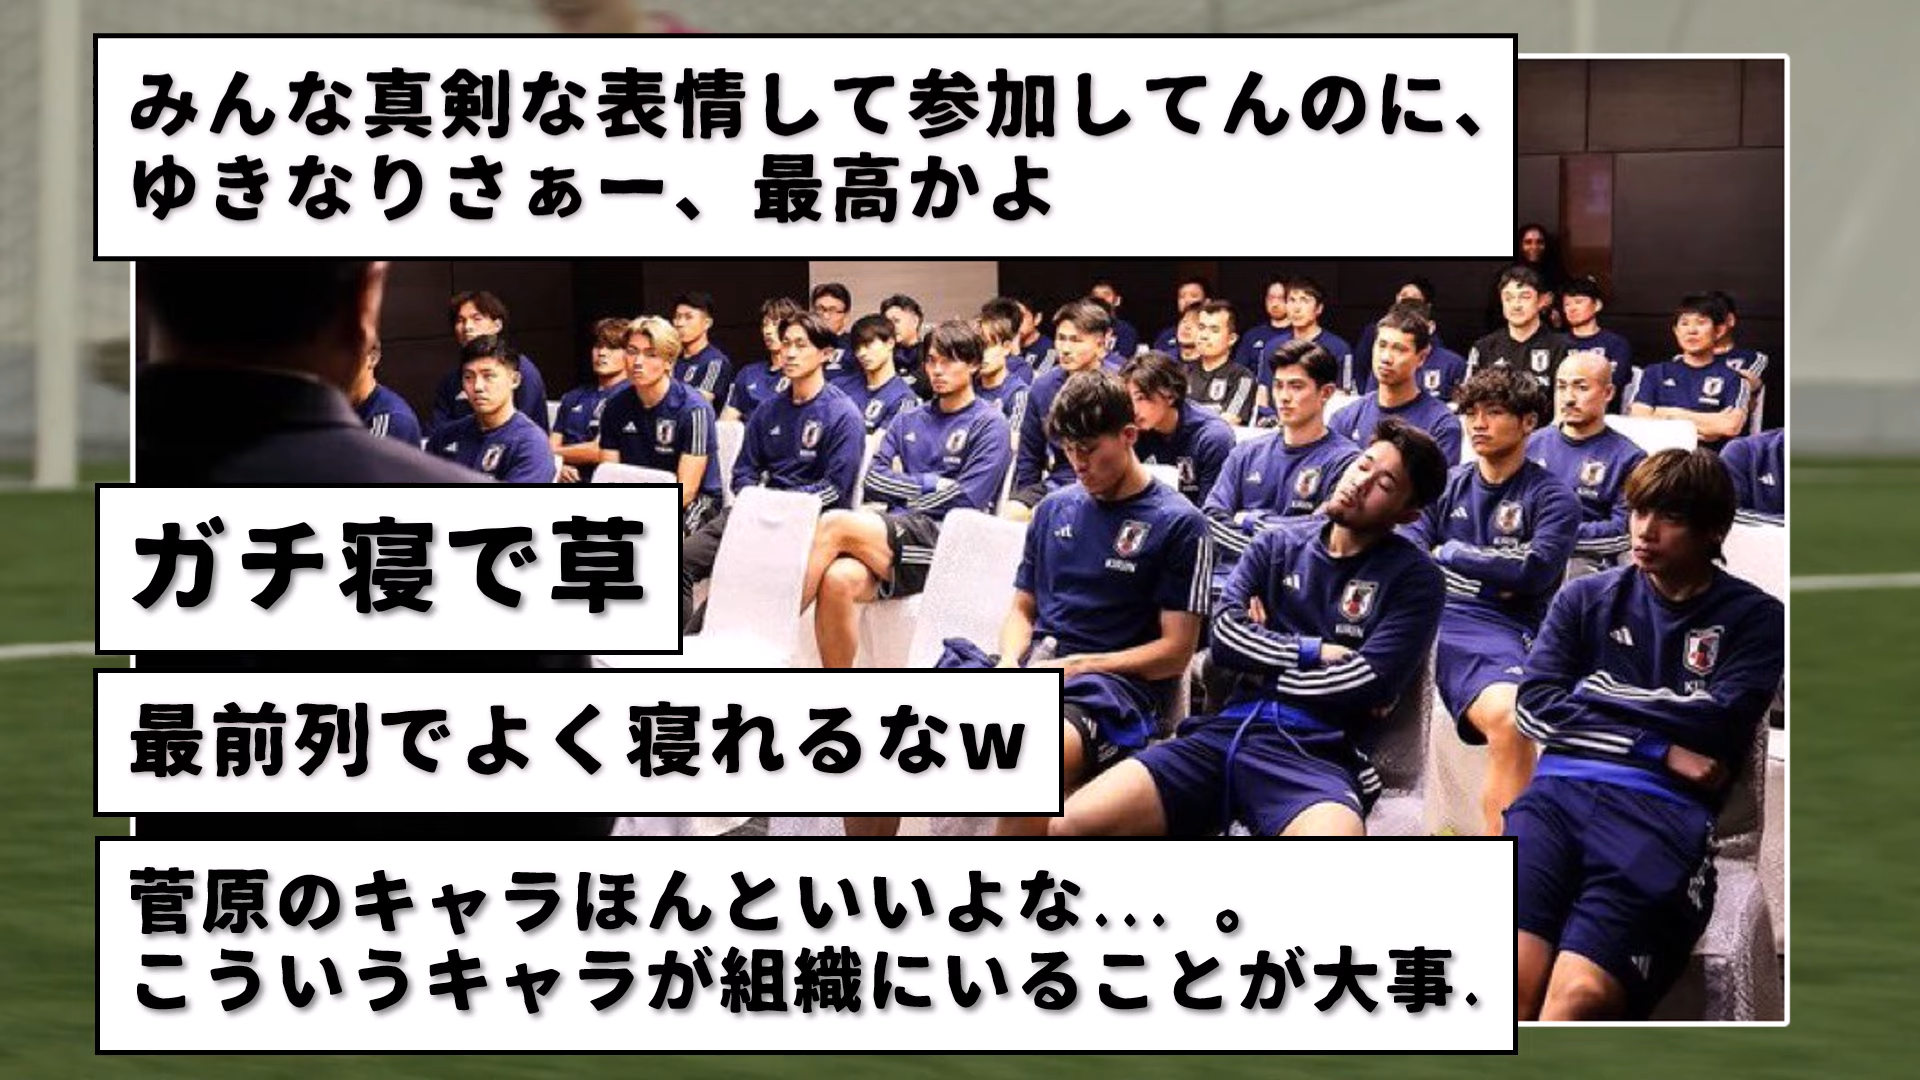 みんな真剣な表情して参加してんのに、
ゆきなりさぁー、最高かよ
ガチ寝で草
最前列でよく寝れるなw
菅原のキャラほんといいよな… 。
こういうキャラが組織にいることが大事.
KIRIN
KIRIN